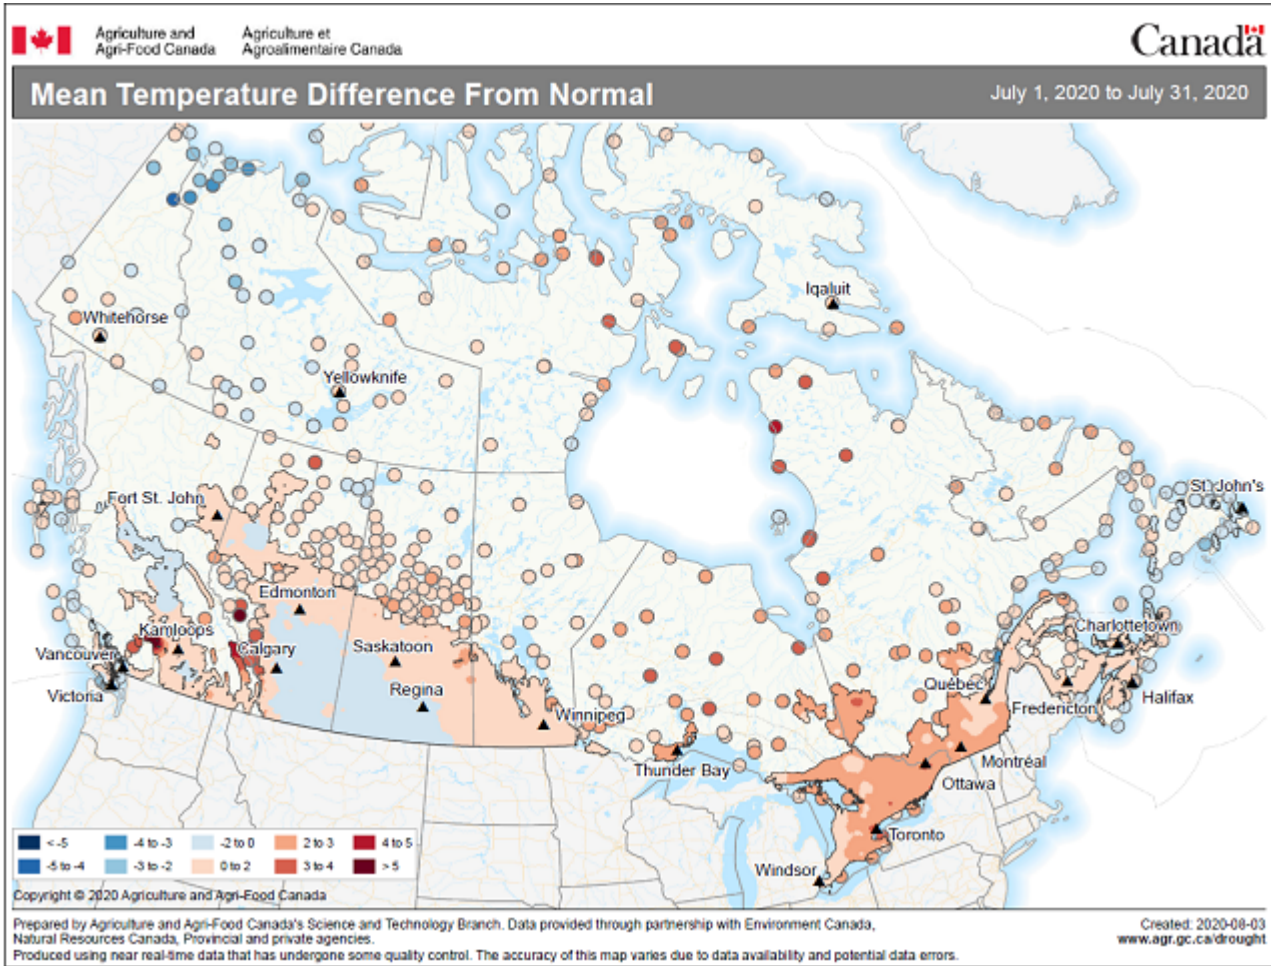 Agriculture and
Agri-Food Canada
Agriculture et
Agroalimentaire Canada
Canada
Mean Temperature Difference From Normal
July 1, 2020 to July 31, 2020
Iqaluit
Whitehorse
Yellowknife
Fort St. John
St. John's
Edmonton
Kamloops
Charlottetown
Vancouver
Calgary
Saskatoon
Victoria
Regina
Québec
Halifax
Fredericton
Winnipeg
Thunder Bay
Montréal
Ottawa
Toronto
Windsor
< -5
-4 to -3
-2 to 0
2 to 3
4 to 5
-5 to -4
-3 to -2
0 to 2
3 to 4
> 5
Copyright © 2020 Agriculture and Agri-Food Canada
Prepared by Agriculture and Agri-Food Canada's Science and Technology Branch. Data provided through partnership with Environment Canada,
Natural Resources Canada, Provincial and private agencies.
Produced using near real-time data that has undergone some quality control. The accuracy of this map varies due to data availability and potential data errors.
Created: 2020-08-03
www.agr.gc.ca/drought